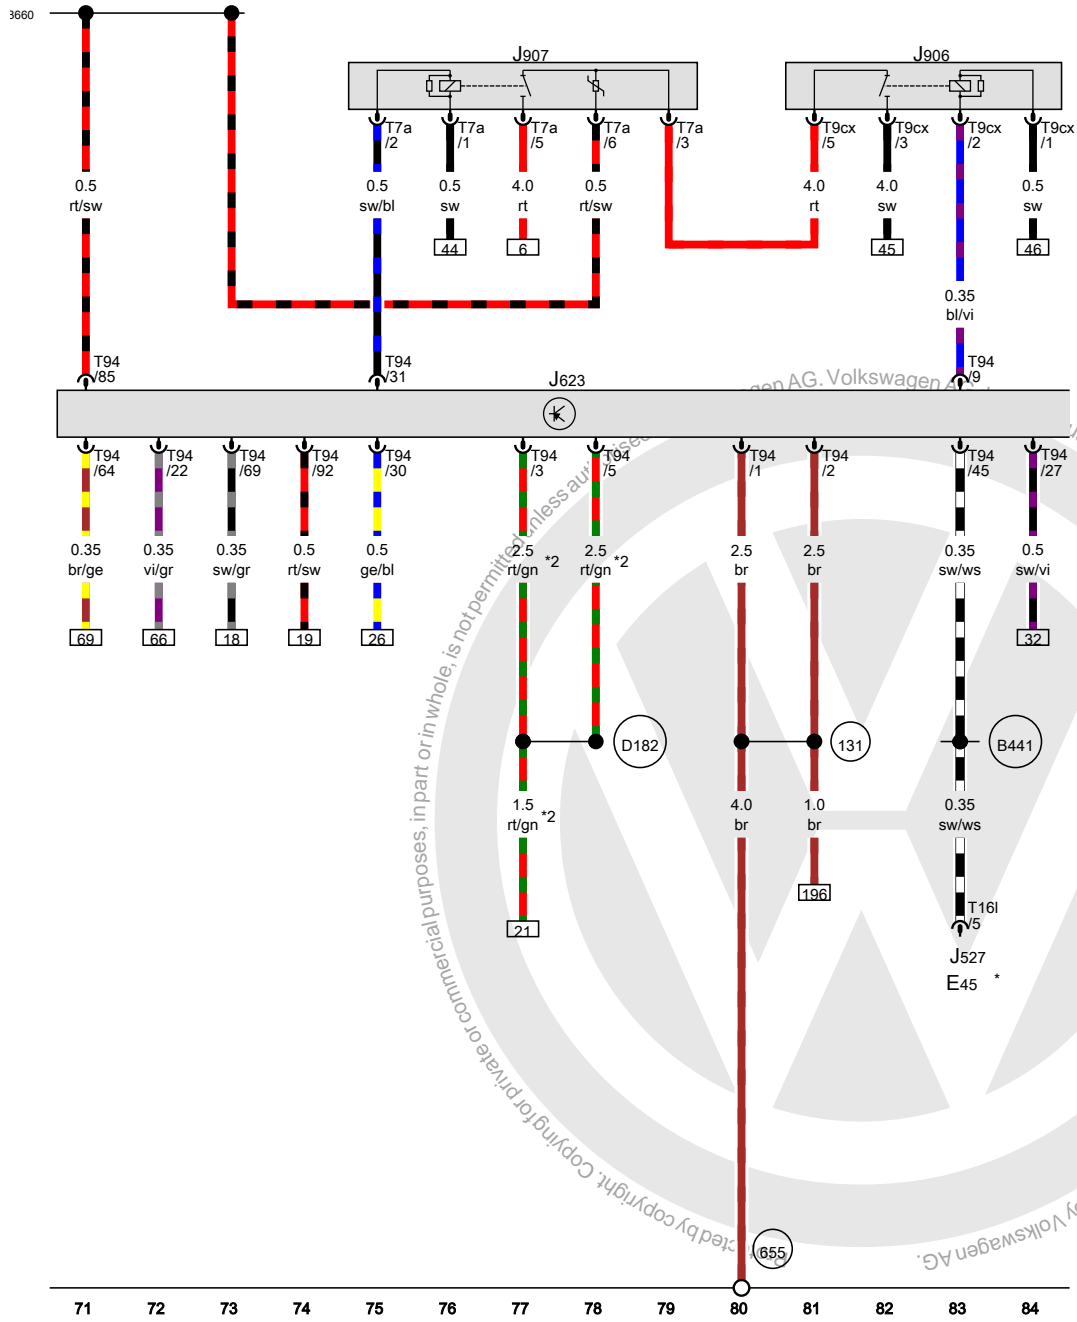 3660
J907
J906
T7a /2
T7a /1
T7a /5
T7a /6
T7a /3
T9cx /5
T9cx /3
T9cx /2
T9cx /1
0.5 rt/sw
0.5 sw/bl
0.5 sw
4.0 rt
0.5 rt/sw
4.0 rt
4.0 sw
0.5 sw
44
6
45
46
0.35 bl/vi
T94 /85
T94 /31
T94 /9
J623
T94 /64
T94 /22
T94 /69
T94 /92
T94 /30
T94 /3
T94 /5
T94 /1
T94 /2
T94 /45
T94 /27
0.35 br/ge
0.35 vi/gr
0.35 sw/gr
0.5 rt/sw
0.5 ge/bl
2.5 rt/gn *2
2.5 rt/gn *2
2.5 br
2.5 br
0.35 sw/ws
0.5 sw/vi
69
66
18
19
26
32
D182
131
B441
1.5 rt/gn *2
4.0 br
1.0 br
0.35 sw/ws
21
196
T16l /5
J527
E45 *
655
71 72 73 74 75 76 77 78 79 80 81 82 83 84
Copying for private or commercial purposes, in part or in whole, is not permitted unless
agen AG. Volkswagen AG
cted by copyright.
by Volkswagen AG.